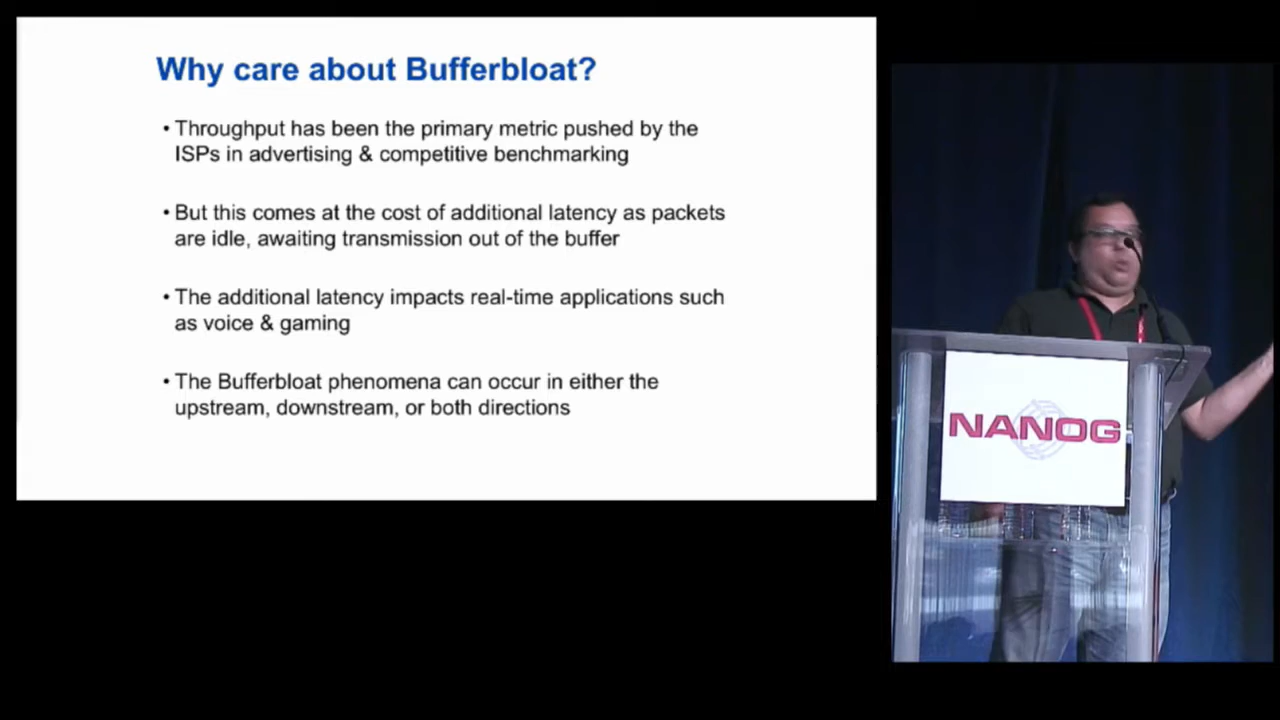 Why care about Bufferbloat?
• Throughput has been the primary metric pushed by the
ISPs in advertising & competitive benchmarking
• But this comes at the cost of additional latency as packets
are idle, awaiting transmission out of the buffer
• The additional latency impacts real-time applications such
as voice & gaming
• The Bufferbloat phenomena can occur in either the
upstream, downstream, or both directions
NANOG